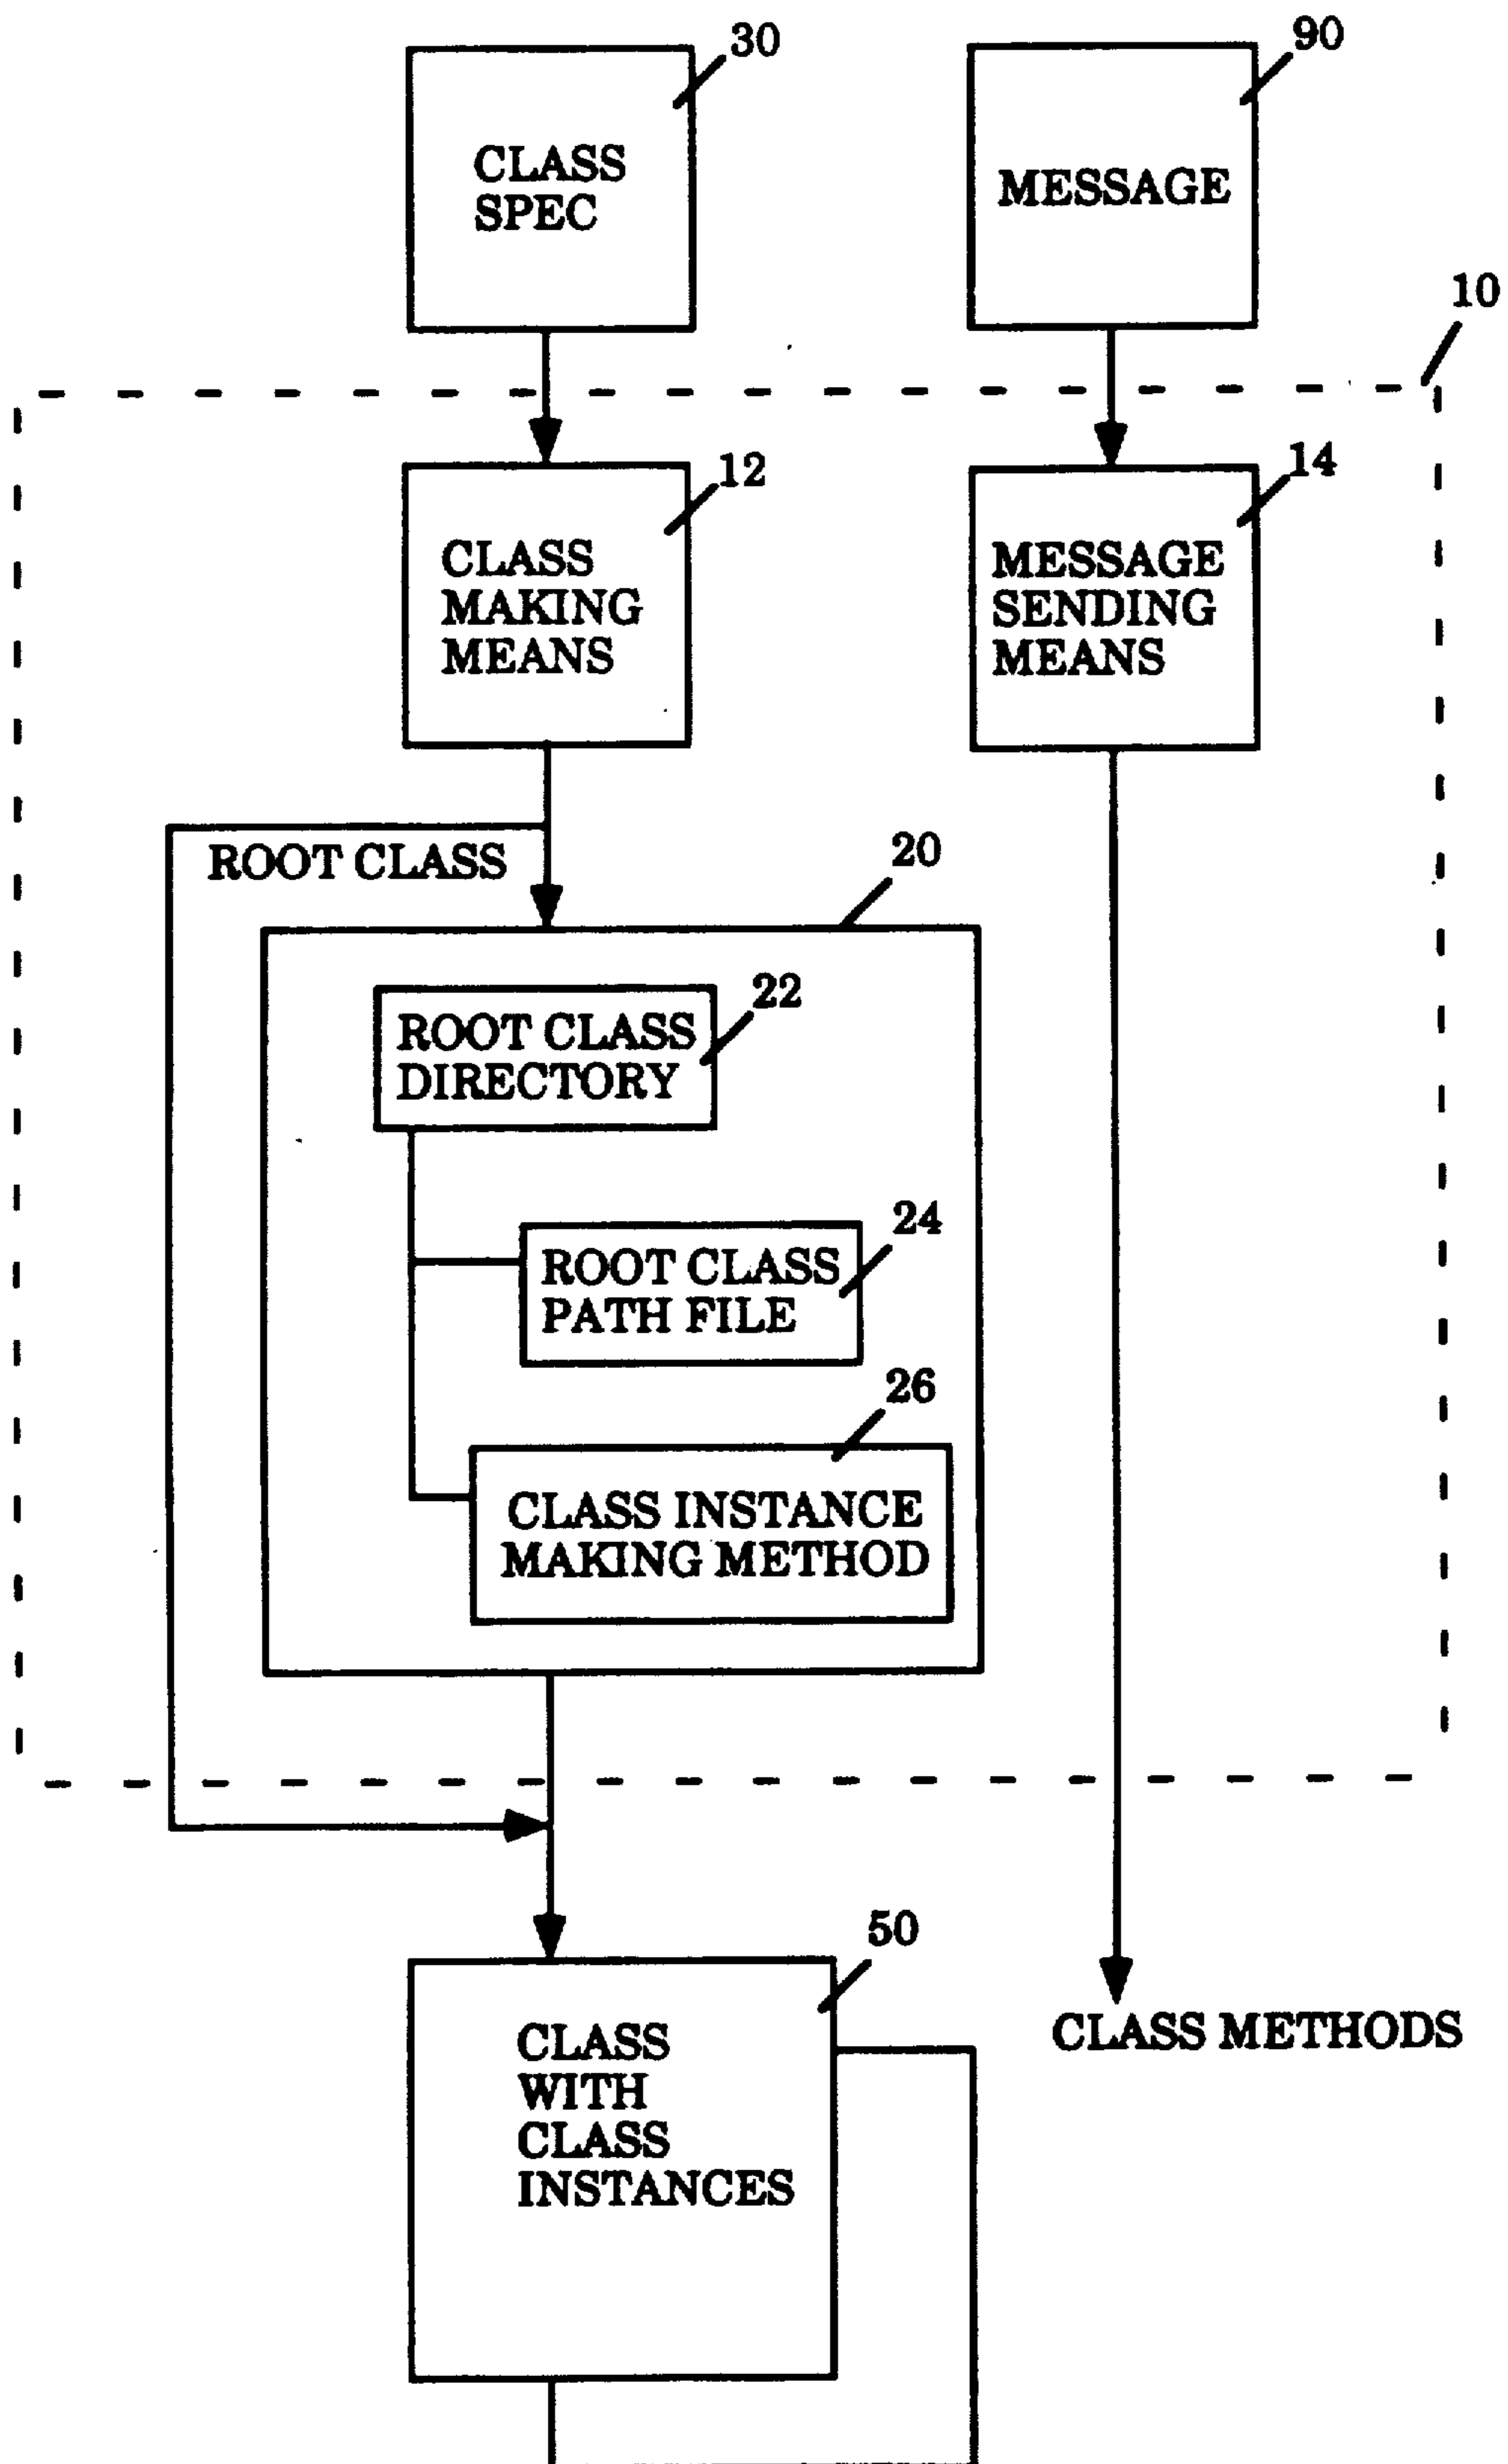 30
90
CLASS
SPEC
MESSAGE
10
12
14
CLASS
MAKING
MEANS
MESSAGE
SENDING
MEANS
ROOT CLASS
20
22
ROOT CLASS
DIRECTORY
24
ROOT CLASS
PATH FILE
26
CLASS INSTANCE
MAKING METHOD
50
CLASS
WITH
CLASS
INSTANCES
CLASS METHODS